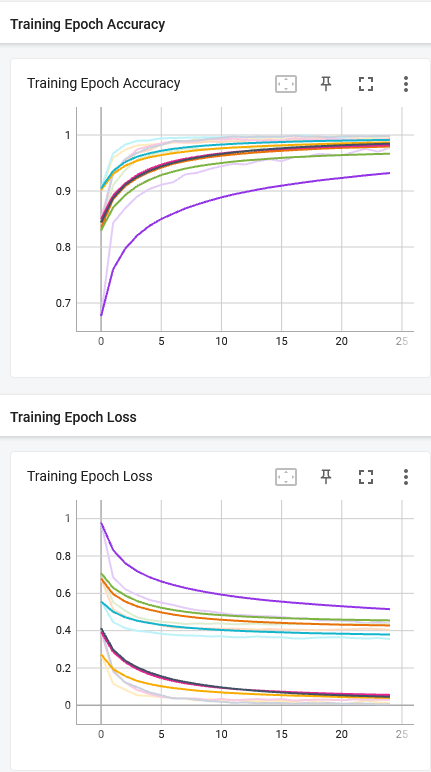 Training Epoch Accuracy
Training Epoch Accuracy
1
0.9
0.8
0.7
0 5 10 15 20 25
Training Epoch Loss
Training Epoch Loss
1
0.8
0.6
0.4
0.2
0
0 5 10 15 20 25